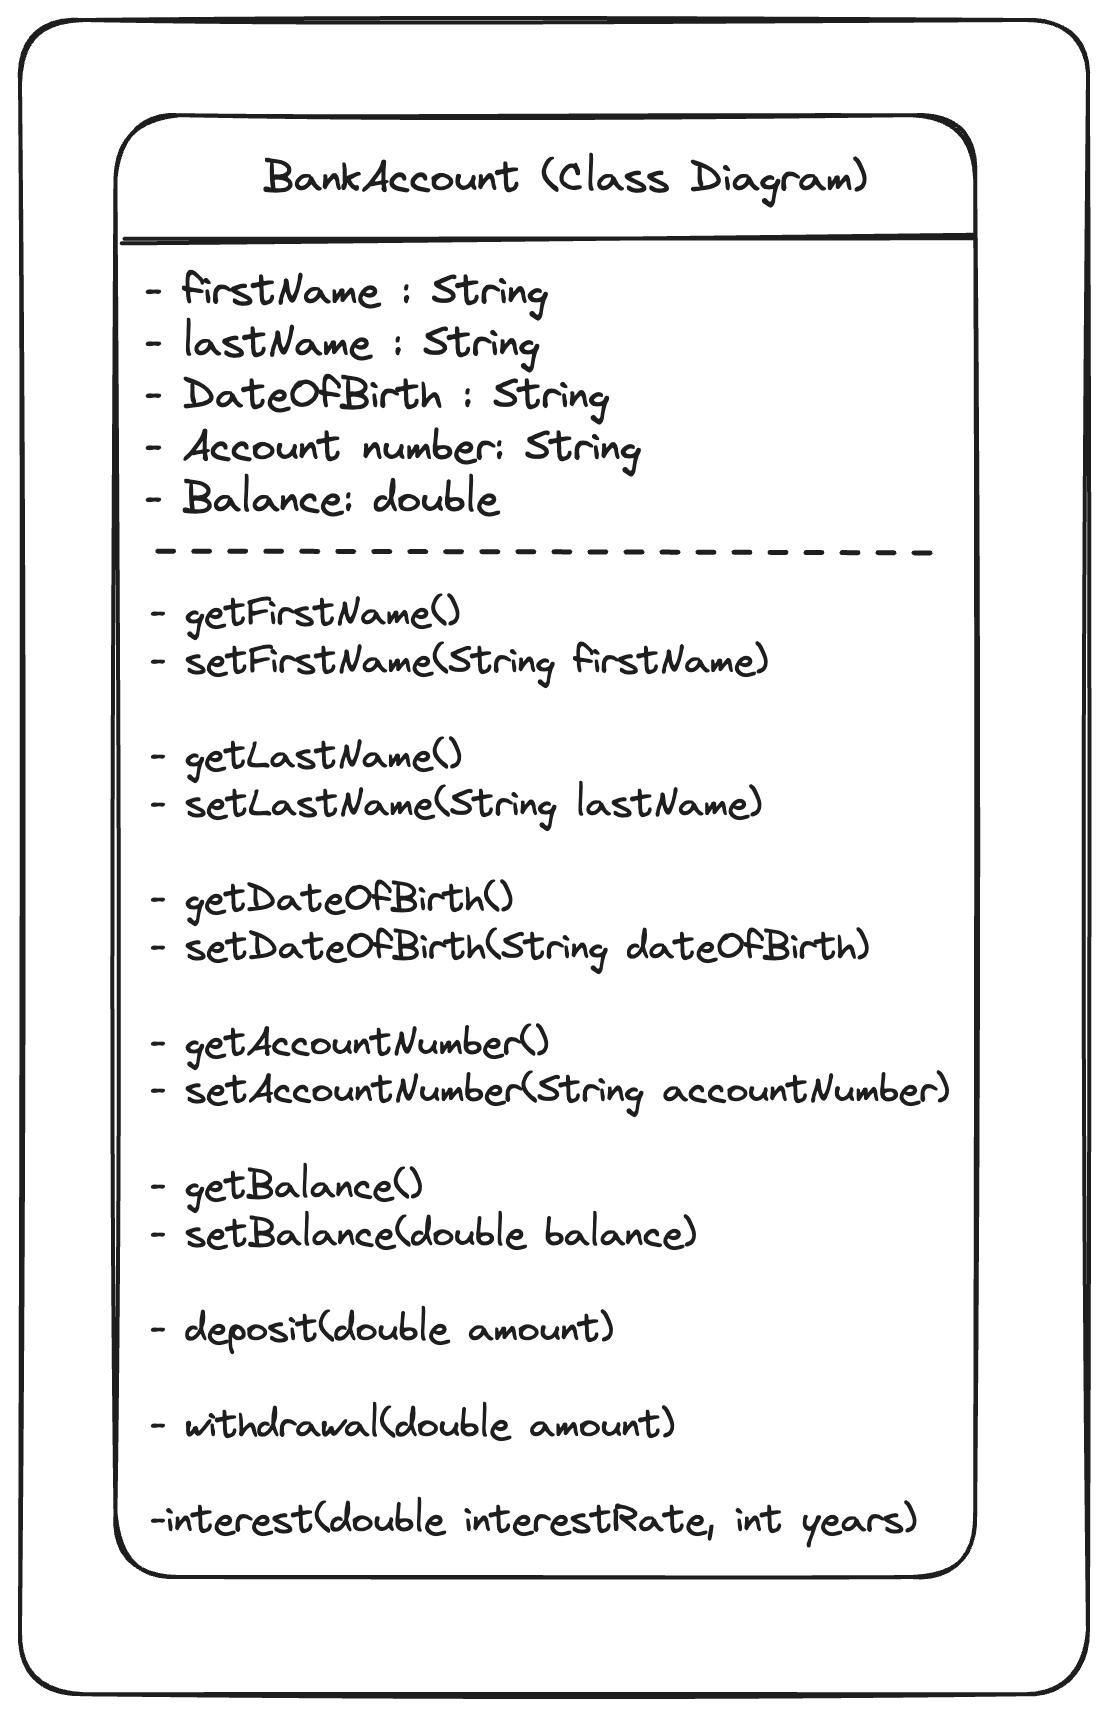 BankAccount (Class Diagram)
- firstName : String
- lastName : String
- DateOfBirth : String
- Account number: String
- Balance: double
- getFirstName()
- setFirstName(String firstName)
- getLastName()
- setLastName(String lastName)
- getDateOfBirth()
- setDateOfBirth(String dateOfBirth)
- getAccountNumber()
- setAccountNumber(String accountNumber)
- getBalance()
- setBalance(double balance)
- deposit(double amount)
- withdrawal(double amount)
-interest(double interestRate, int years)